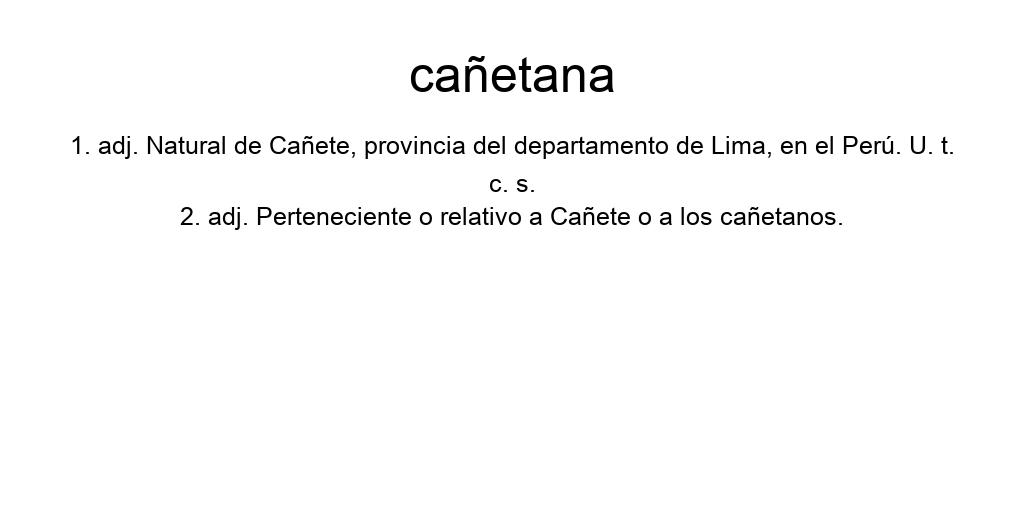 cañetana
1. adj. Natural de Cañete, provincia del departamento de Lima, en el Perú. U. t.
c. s.
2. adj. Perteneciente o relativo a Cañete o a los cañetanos.